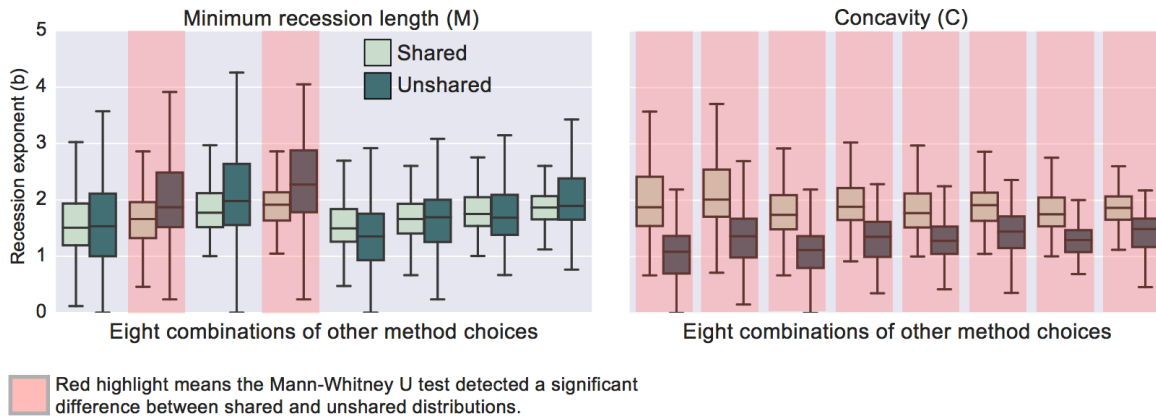 Minimum recession length (M)
Concavity (C)
Recession exponent (b)
5
4
3
2
1
0
Shared
Unshared
Eight combinations of other method choices
Eight combinations of other method choices
Red highlight means the Mann-Whitney U test detected a significant
difference between shared and unshared distributions.